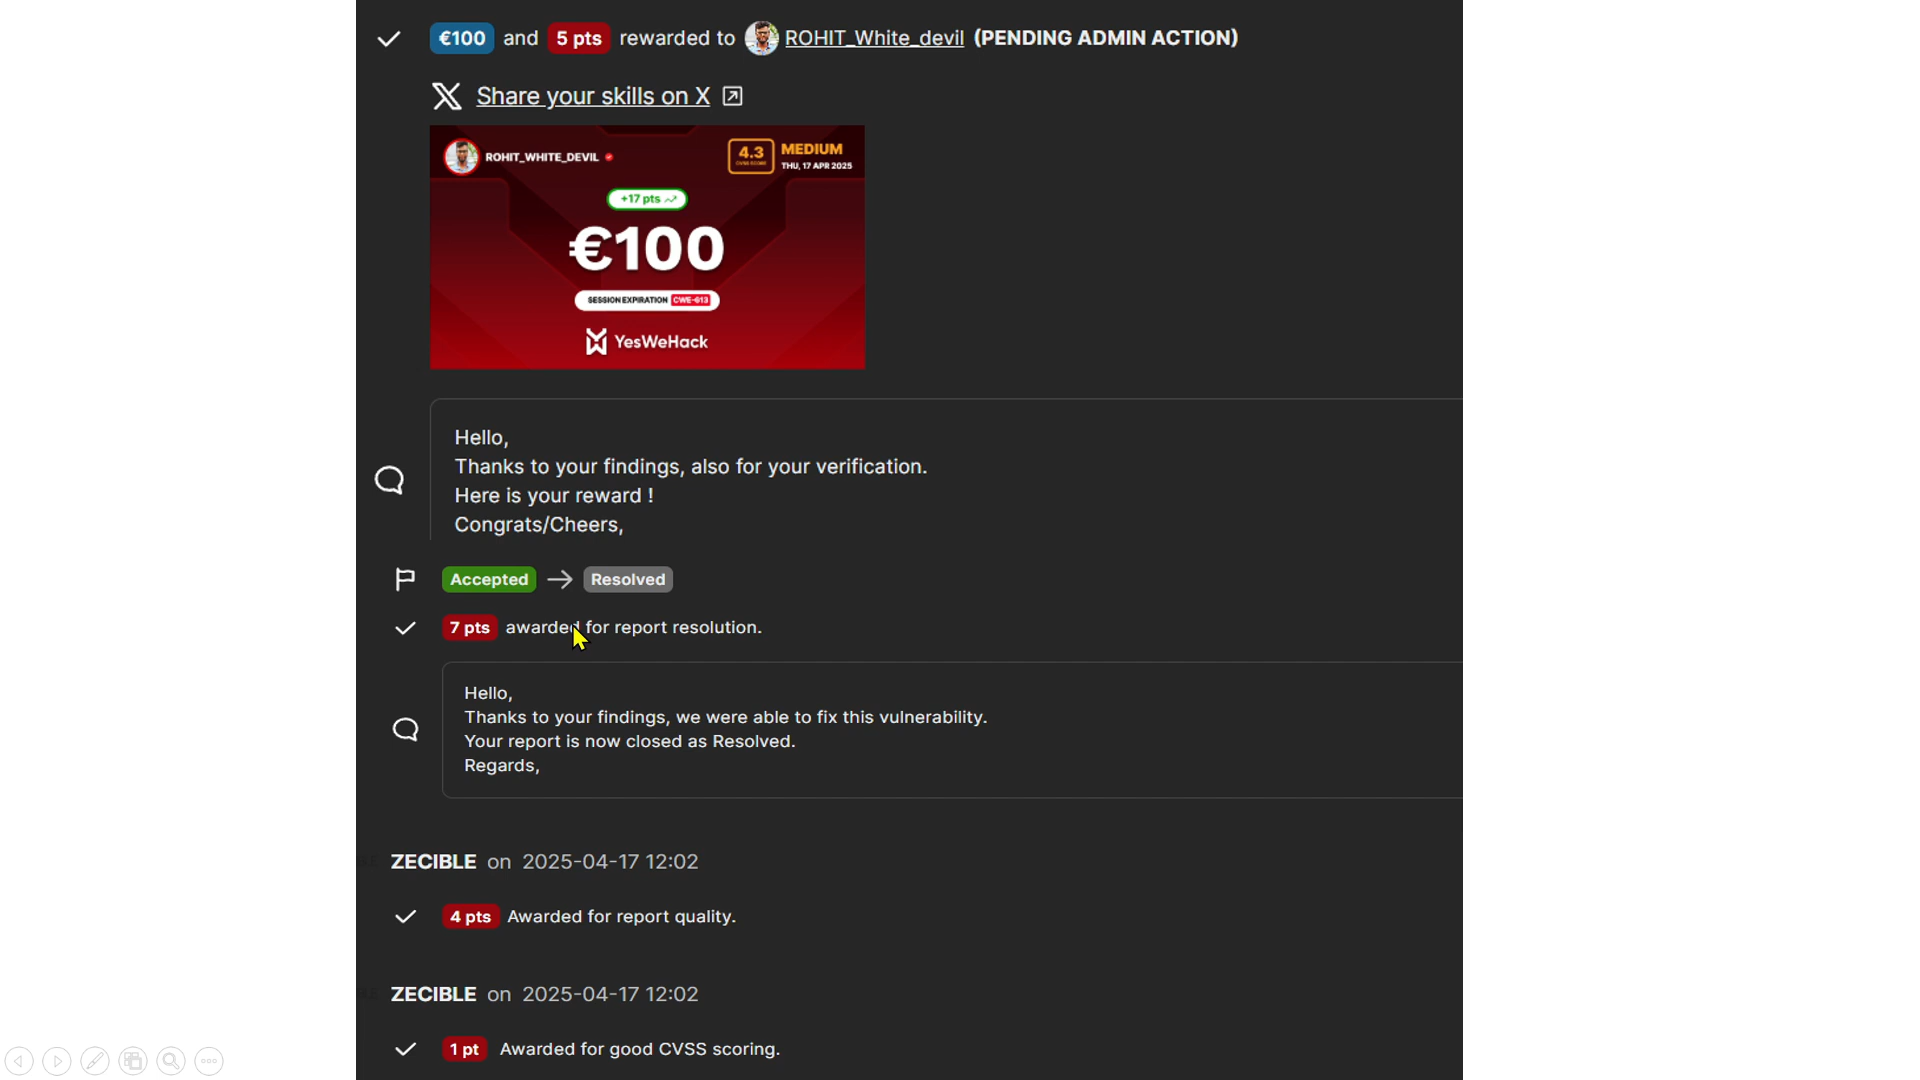 €100 and 5 pts rewarded to ROHIT_White_devil (PENDING ADMIN ACTION)
Share your skills on X
ROHIT_WHITE_DEVIL
4.3
CVSS SCORE
MEDIUM
THU, 17 APR 2025
+17 pts
€100
SESSION EXPIRATION CWE-613
YesWeHack
Hello,
Thanks to your findings, also for your verification.
Here is your reward !
Congrats/Cheers,
Accepted → Resolved
7 pts awarded for report resolution.
Hello,
Thanks to your findings, we were able to fix this vulnerability.
Your report is now closed as Resolved.
Regards,
ZECIBLE on 2025-04-17 12:02
4 pts Awarded for report quality.
ZECIBLE on 2025-04-17 12:02
1 pt Awarded for good CVSS scoring.